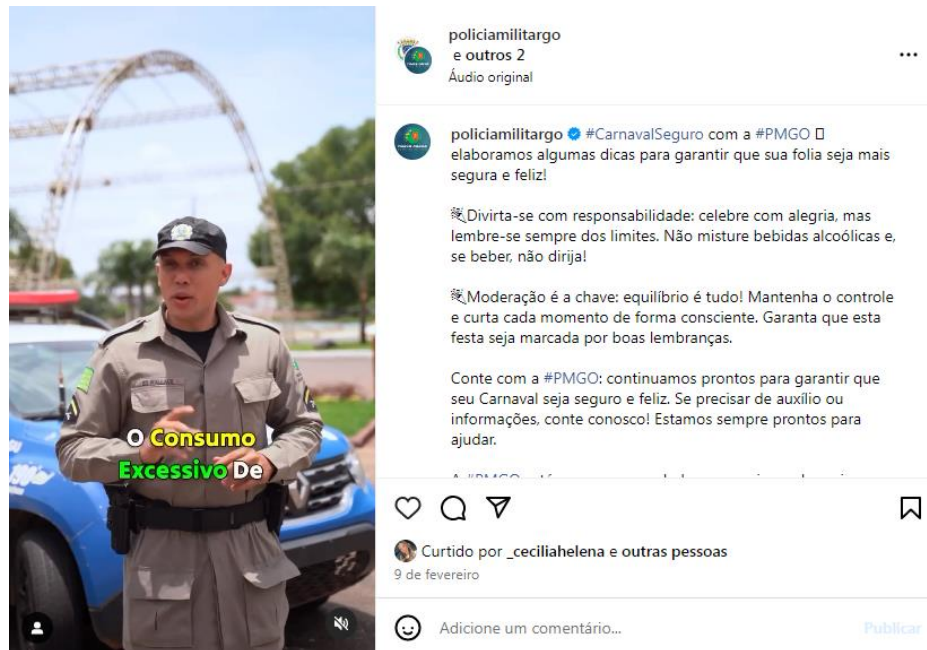 policiamilitargo
e outros 2
Áudio original
policiamilitargo #CarnavalSeguro com a #PMGO
elaboramos algumas dicas para garantir que sua folia seja mais
segura e feliz!
Divirta-se com responsabilidade: celebre com alegria, mas
lembre-se sempre dos limites. Não misture bebidas alcoólicas e,
se beber, não dirija!
Moderação é a chave: equilíbrio é tudo! Mantenha o controle
e curta cada momento de forma consciente. Garanta que esta
festa seja marcada por boas lembranças.
Conte com a #PMGO: continuamos prontos para garantir que
seu Carnaval seja seguro e feliz. Se precisar de auxílio ou
informações, conte conosco! Estamos sempre prontos para
ajudar.
O Consumo
Excessivo De
Curtido por _ceciliahelena e outras pessoas
9 de fevereiro
Adicione um comentário...
Publicar